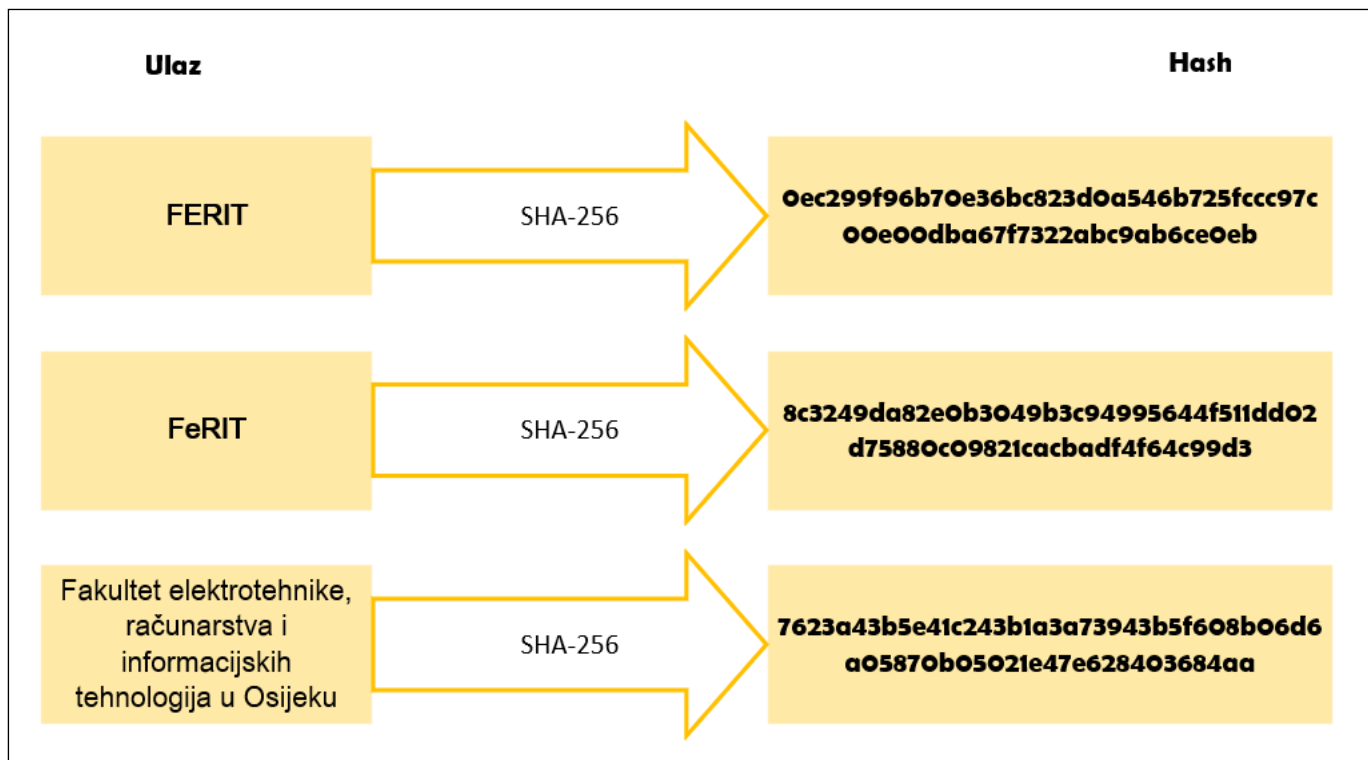 Ulaz Hash
FERIT SHA-256 0ec299f96b70e36bc823d0a546b725fccc97c
00e00dba67f7322abc9ab6ce0eb
FeRIT SHA-256 8c3249da82e0b3049b3c94995644f511dd02
d75880c09821cacbadf4f64c99d3
Fakultet elektrotehnike,
računarstva i
informacijskih
tehnologija u Osijeku
SHA-256
7623a43b5e41c243b1a3a73943b5f608b06d6
a05870b05021e47e628403684aa